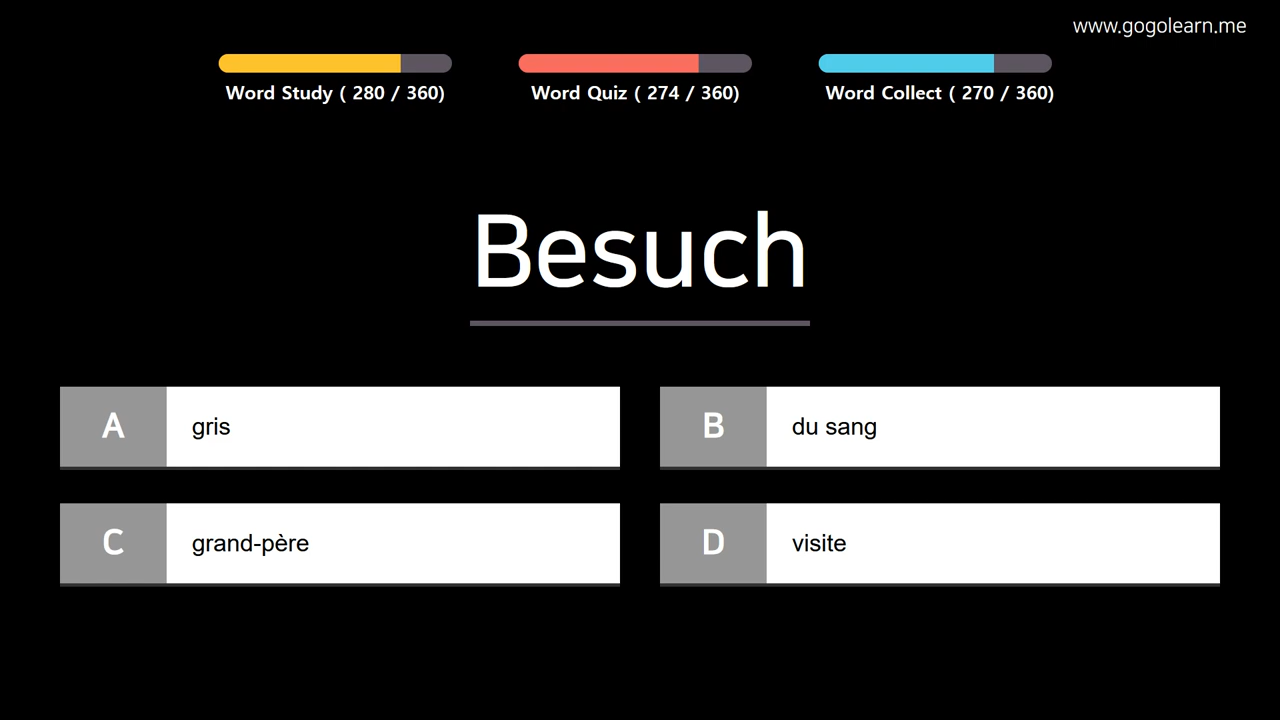 www.gogolearn.me
Word Study ( 280 / 360)
Word Quiz ( 274 / 360)
Word Collect ( 270 / 360)
Besuch
A
gris
B
du sang
C
grand-père
D
visite